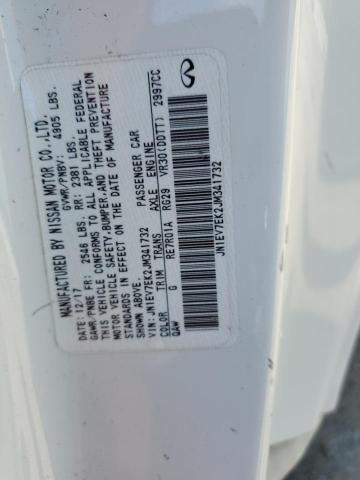 MANUFACTURED BY NISSAN MOTOR CO.,LTD.
GVWR/PNBV: 4905 LBS.
12/17
GAWR/PNBE FR: 2546 LBS. RR: 2381 LBS.
THIS VEHICLE CONFORMS TO ALL APPLICABLE FEDERAL
MOTOR VEHICLE SAFETY,BUMPER,AND THEFT PREVENTION
STANDARDS IN EFFECT ON THE DATE OF MANUFACTURE
SHOWN ABOVE.
VIN:JN1EV7EK2JM341732 PASSENGER CAR
COLOR TRIM TRANS AXLE ENGINE
QAW G RE7R01A RG29 VR30(DDTT) 2997CC
JN1EV7EK2JM341732